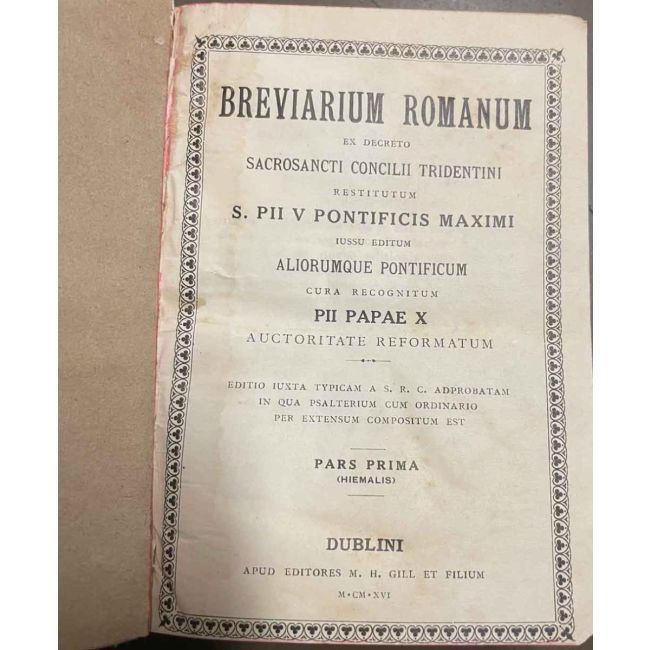 BREVIARIUM ROMANUM
EX DECRETO
SACROSANCTI CONCILII TRIDENTINI
RESTITUTUM
S. PII V PONTIFICIS MAXIMI
IUSSU EDITUM
ALIORUMQUE PONTIFICUM
CURA RECOGNITUM
PII PAPAE X
AUCTORITATE REFORMATUM
EDITIO IUXTA TYPICAM A S. R. C. ADPROBATAM
IN QUA PSALTERIUM CUM ORDINARIO
PER EXTENSUM COMPOSITUM EST
PARS PRIMA
(HIEMALIS)
DUBLINI
APUD EDITORES M. H. GILL ET FILIUM
M·CM·XVI